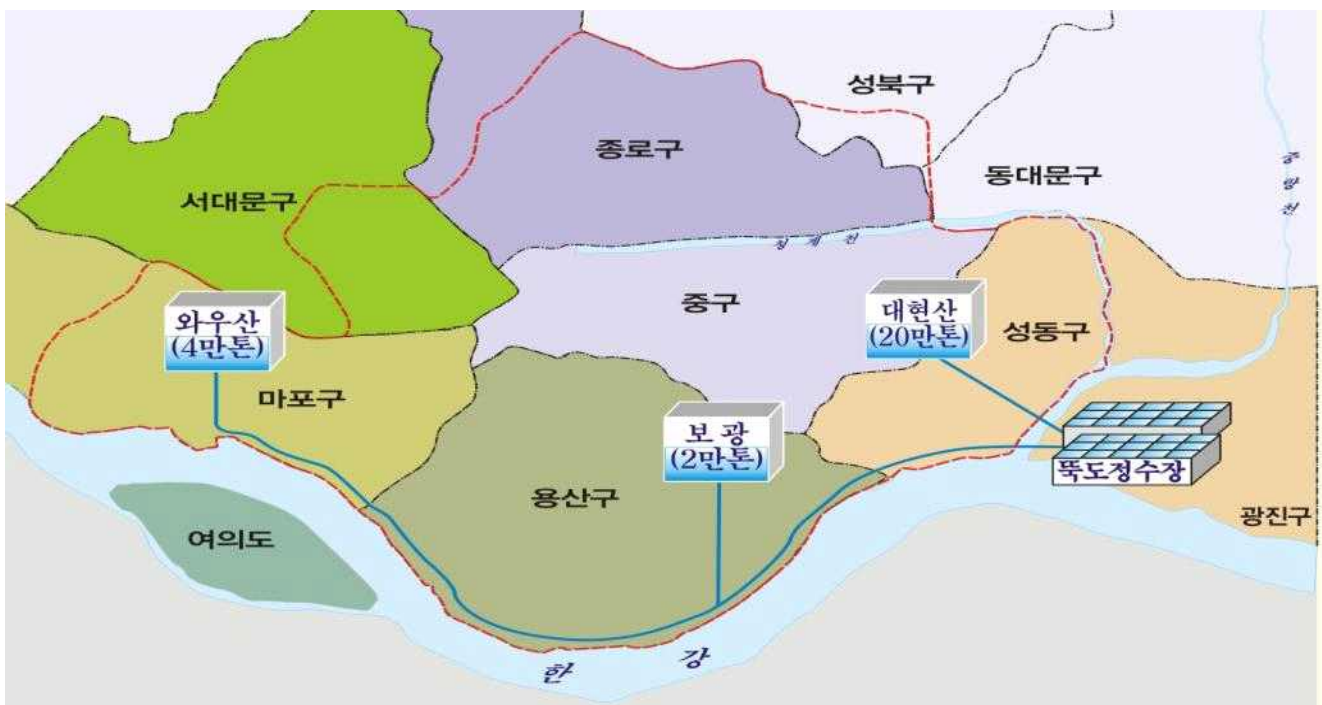 성북구
종로구
동대문구
중랑천
서대문구
청계천
중구
대현산
(20만톤)
성동구
와우산
(4만톤)
마포구
보 광
(2만톤)
뚝도정수장
용산구
광진구
여의도
한 강